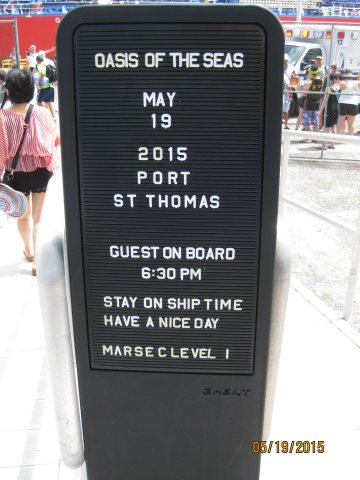 OASIS OF THE SEAS
MAY
19
2015
PORT
ST THOMAS
GUEST ON BOARD
6:30 PM
STAY ON SHIP TIME
HAVE A NICE DAY
MARSEC LEVEL 1
GHENT
05/19/2015